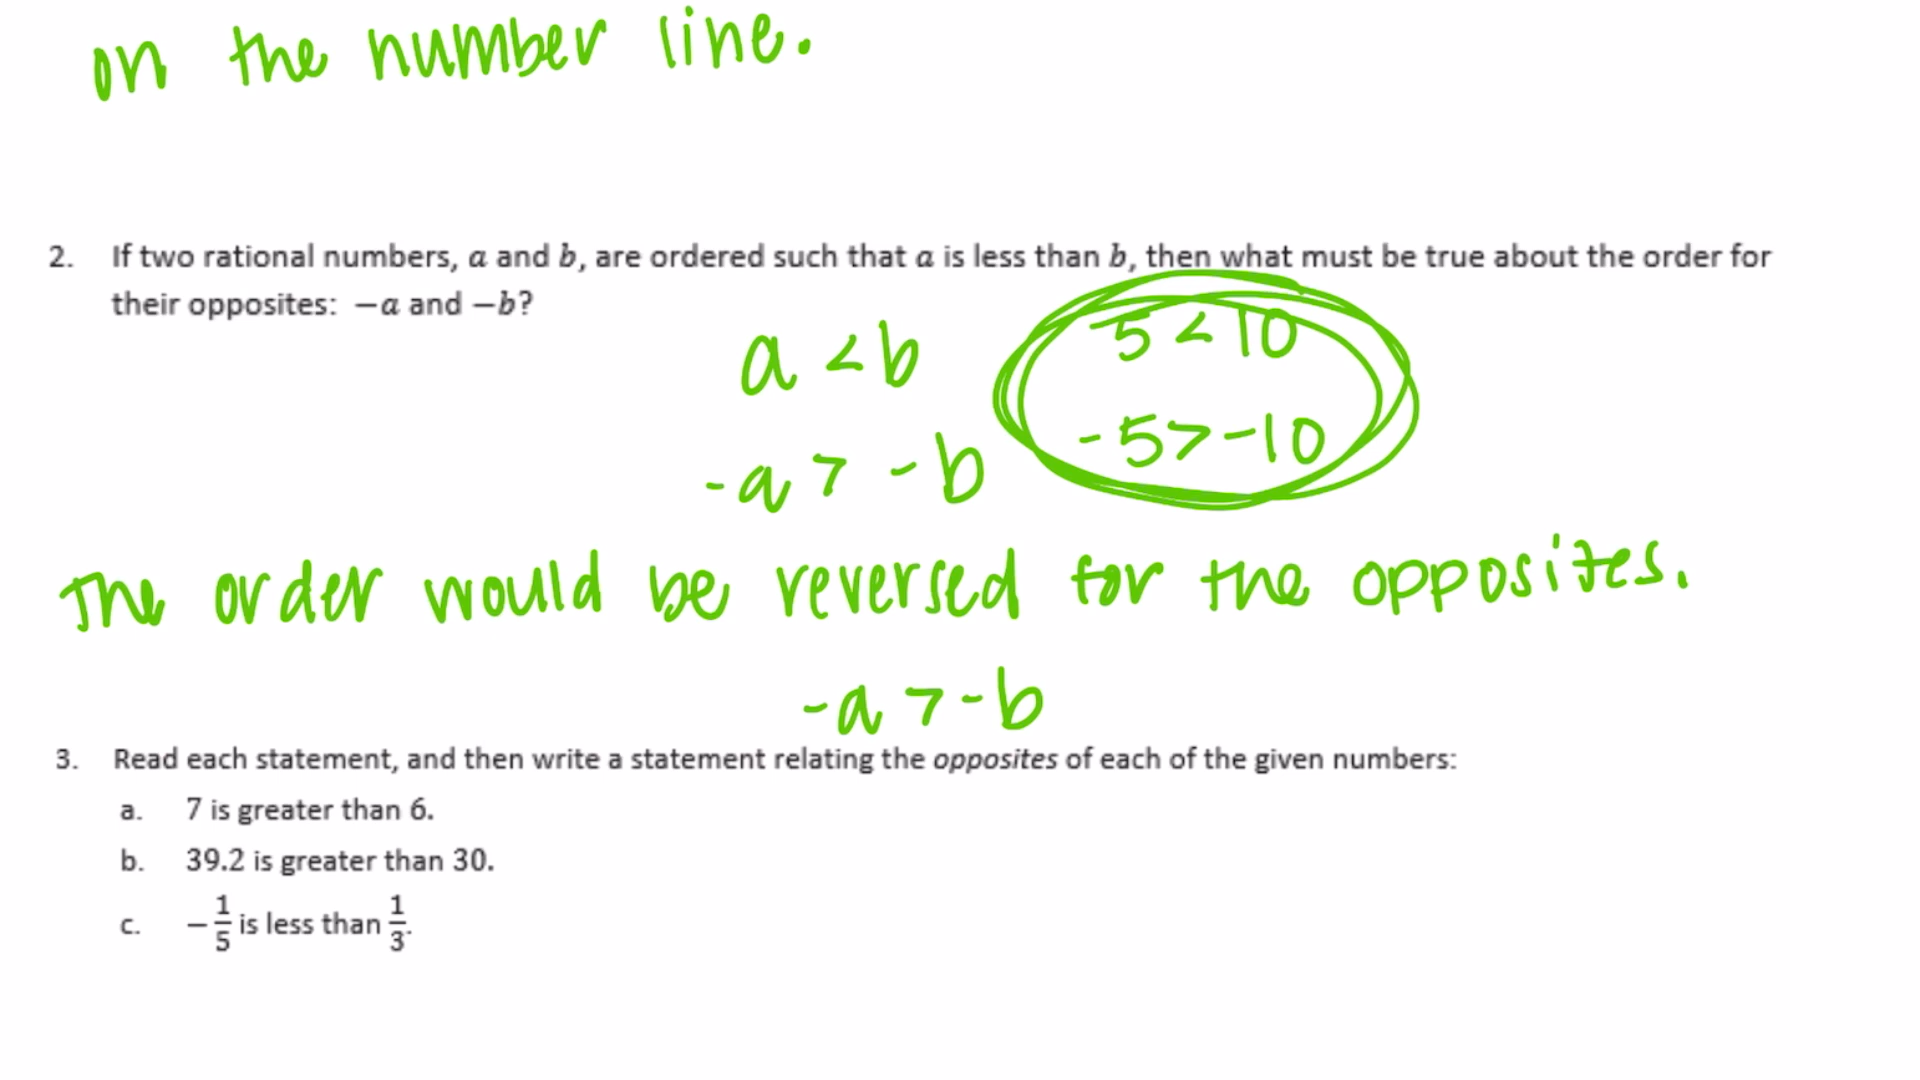 on the number line.
2. If two rational numbers, a and b, are ordered such that a is less than b, then what must be true about the order for
their opposites: −a and −b?
a < b
5 < 10
-a > -b
-5 > -10
The order would be reversed for the opposites.
-a > -b
3. Read each statement, and then write a statement relating the opposites of each of the given numbers:
a. 7 is greater than 6.
b. 39.2 is greater than 30.
c. −1/5 is less than 1/3.